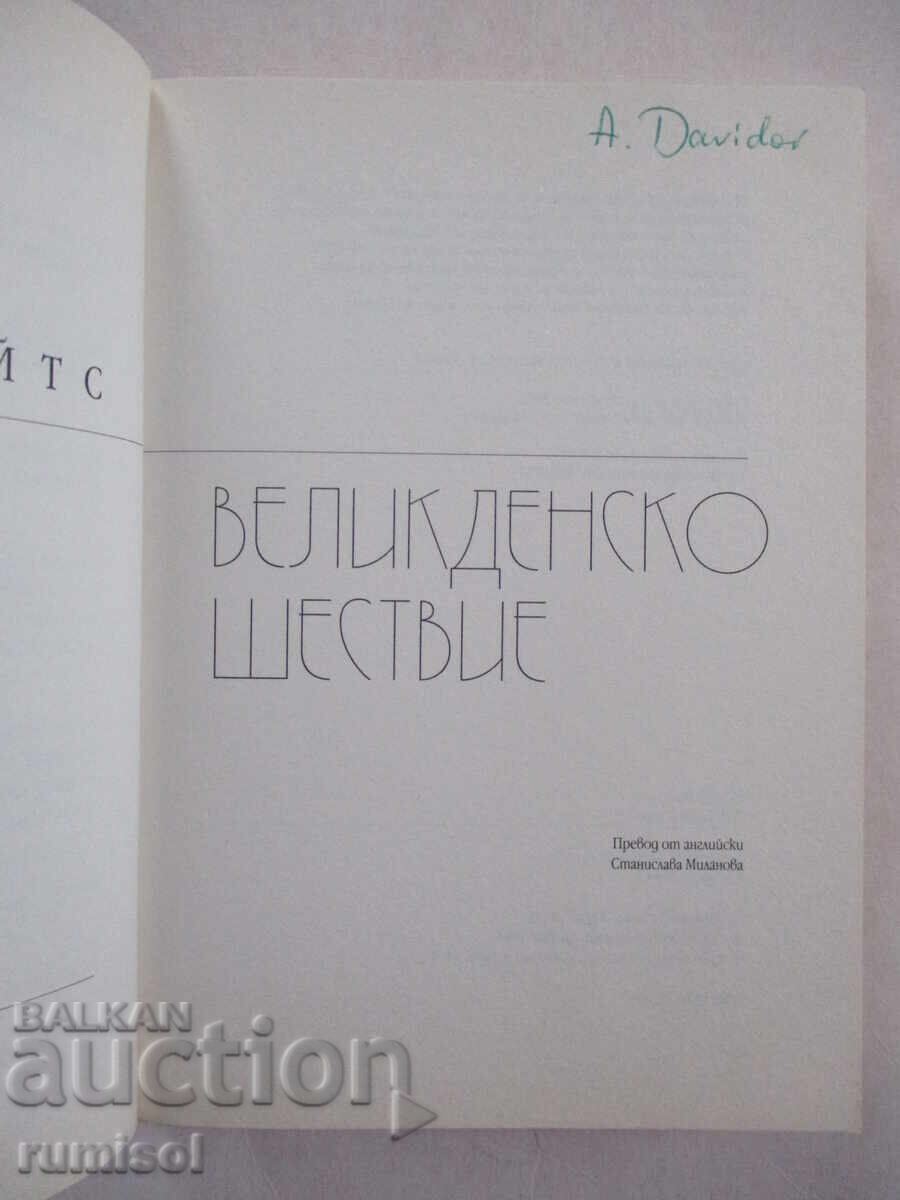 A. Davidov
ЙТС
ВЕЛИКДЕНСКО
ШЕСТВИЕ
Превод от английски
Станислава Миланова
BALKAN
auction
rumisol